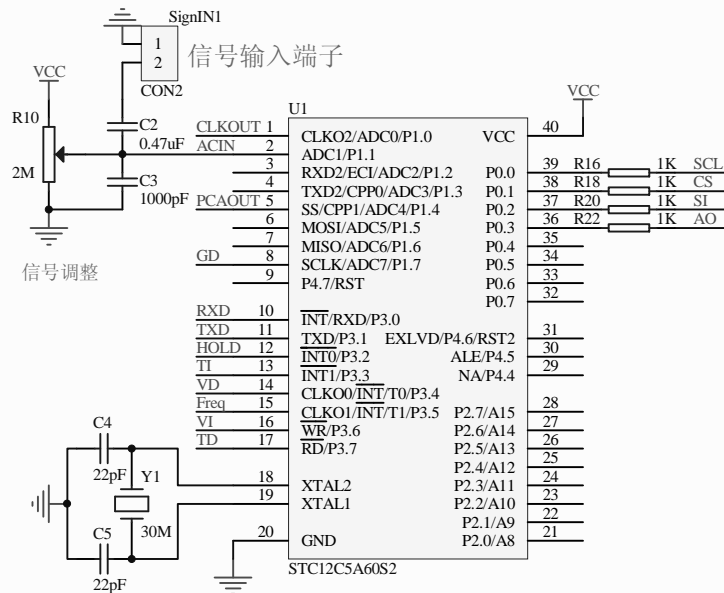 SignIN1
1
2
信号输入端子
CON2
VCC
R10
2M
C2
0.47uF
C3
1000pF
信号调整
U1
CLKOUT 1 CLKO2/ADC0/P1.0
ACIN 2 ADC1/P1.1
3 RXD2/ECI/ADC2/P1.2
4 TXD2/CPP0/ADC3/P1.3
PCAOUT 5 SS/CPP1/ADC4/P1.4
6 MOSI/ADC5/P1.5
7 MISO/ADC6/P1.6
GD 8 SCLK/ADC7/P1.7
9 P4.7/RST
RXD 10 INT/RXD/P3.0
TXD 11 TXD/P3.1
HOLD 12 INT0/P3.2
TI 13 INT1/P3.3
VD 14 CLKO0/INT/T0/P3.4
Freq 15 CLKO1/INT/T1/P3.5
VI 16 WR/P3.6
TD 17 RD/P3.7
18 XTAL2
19 XTAL1
20 GND
VCC
VCC 40
P0.0 39 R16 1K SCL
P0.1 38 R18 1K CS
P0.2 37 R20 1K SI
P0.3 36 R22 1K AO
P0.4 35
P0.5 34
P0.6 33
P0.7 32
EXLVD/P4.6/RST2 31
ALE/P4.5 30
NA/P4.4 29
P2.7/A15 28
P2.6/A14 27
P2.5/A13 26
P2.4/A12 25
P2.3/A11 24
P2.2/A10 23
P2.1/A9 22
P2.0/A8 21
STC12C5A60S2
C4
22pF
Y1
30M
C5
22pF